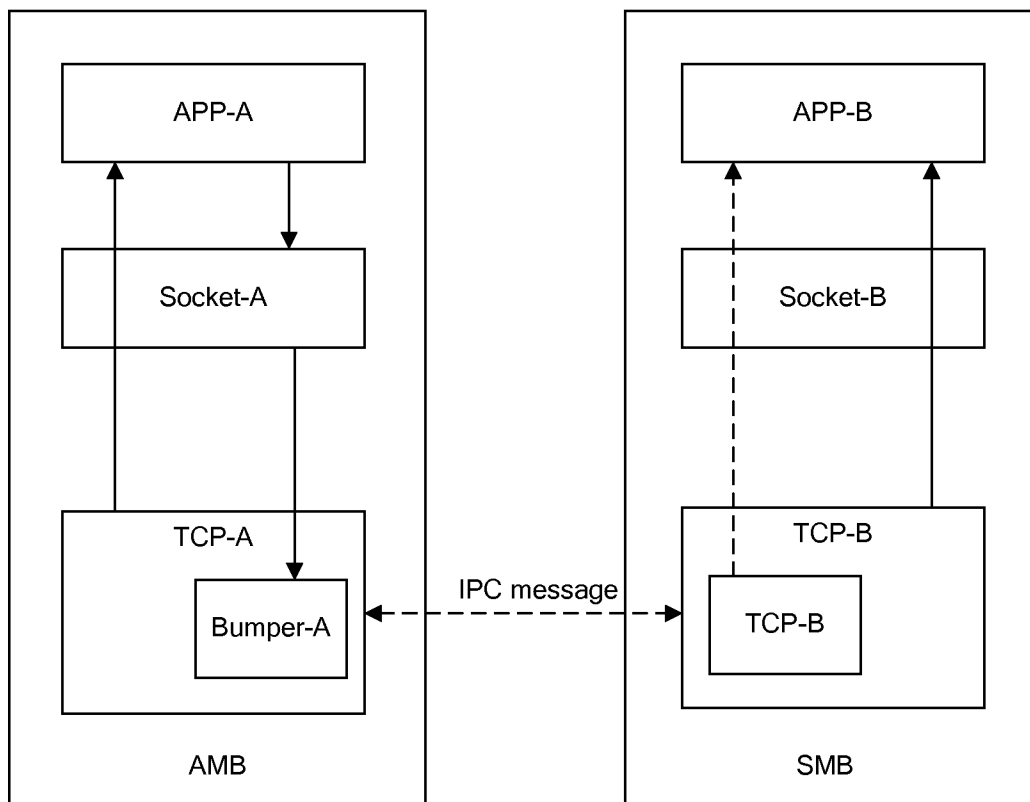 APP-A
APP-B
Socket-A
Socket-B
TCP-A
TCP-B
IPC message
Bumper-A
TCP-B
AMB
SMB